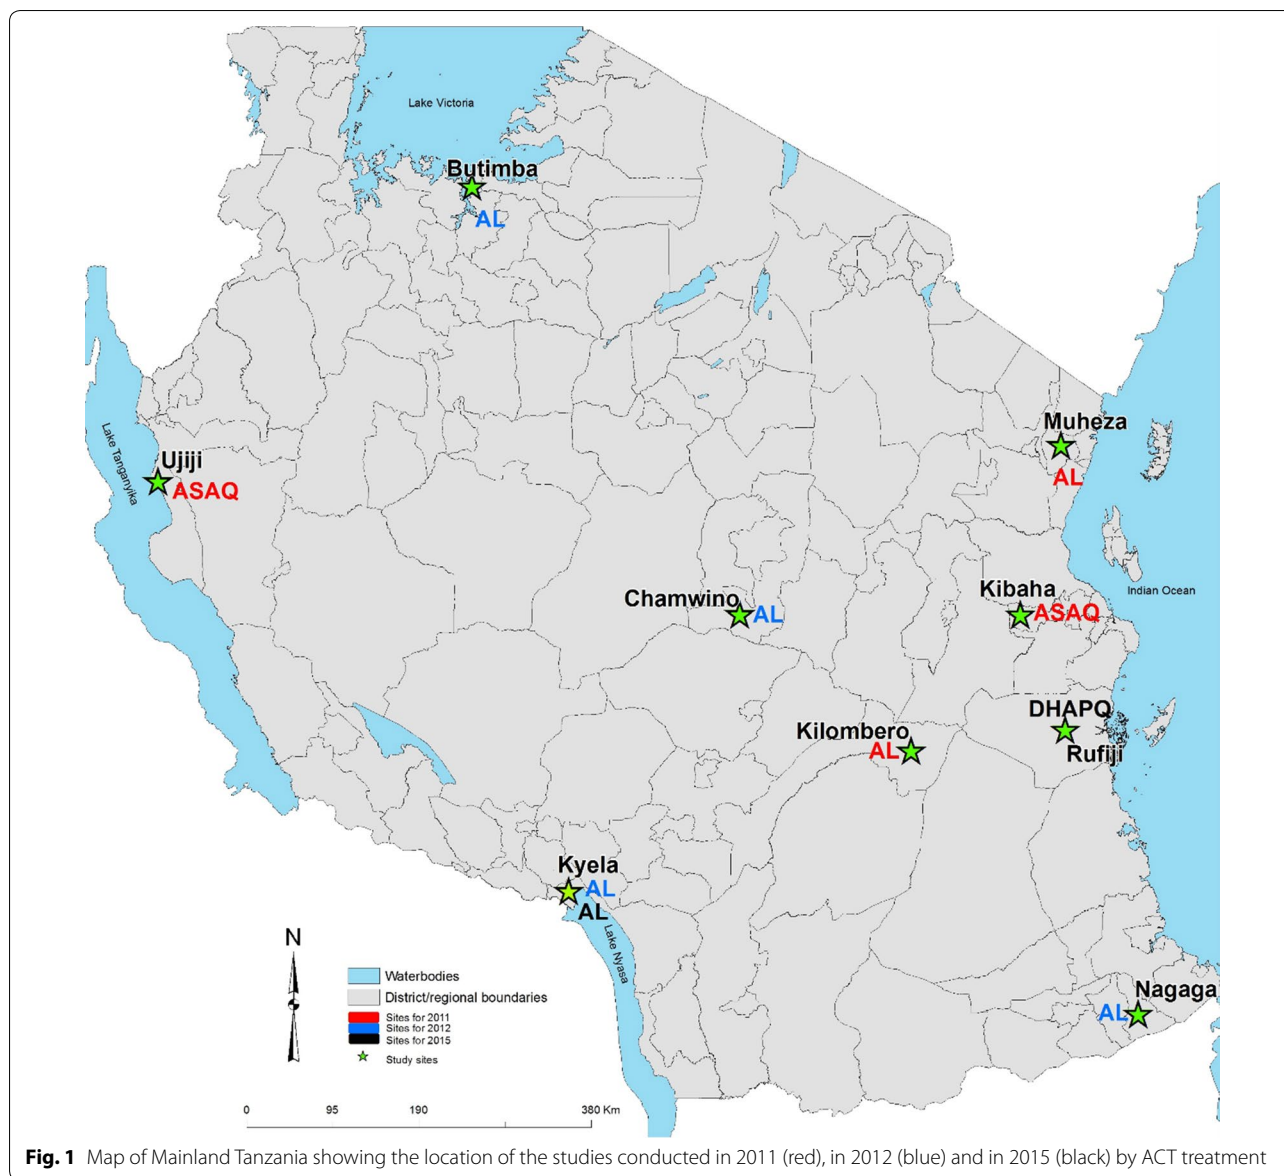 Lake Victoria
Butimba
AL
Muheza
AL
Ujiji
ASAQ
Lake Tanganyika
Kibaha
ASAQ
Indian Ocean
Chamwino
AL
DHAPQ
Rufiji
Kilombero
AL
Kyela
AL
AL
Lake Nyasa
Nagaga
AL
N
Waterbodies
District/regional boundaries
Sites for 2011
Sites for 2012
Sites for 2015
Study sites
0 95 190 380 Km
Fig. 1 Map of Mainland Tanzania showing the location of the studies conducted in 2011 (red), in 2012 (blue) and in 2015 (black) by ACT treatment